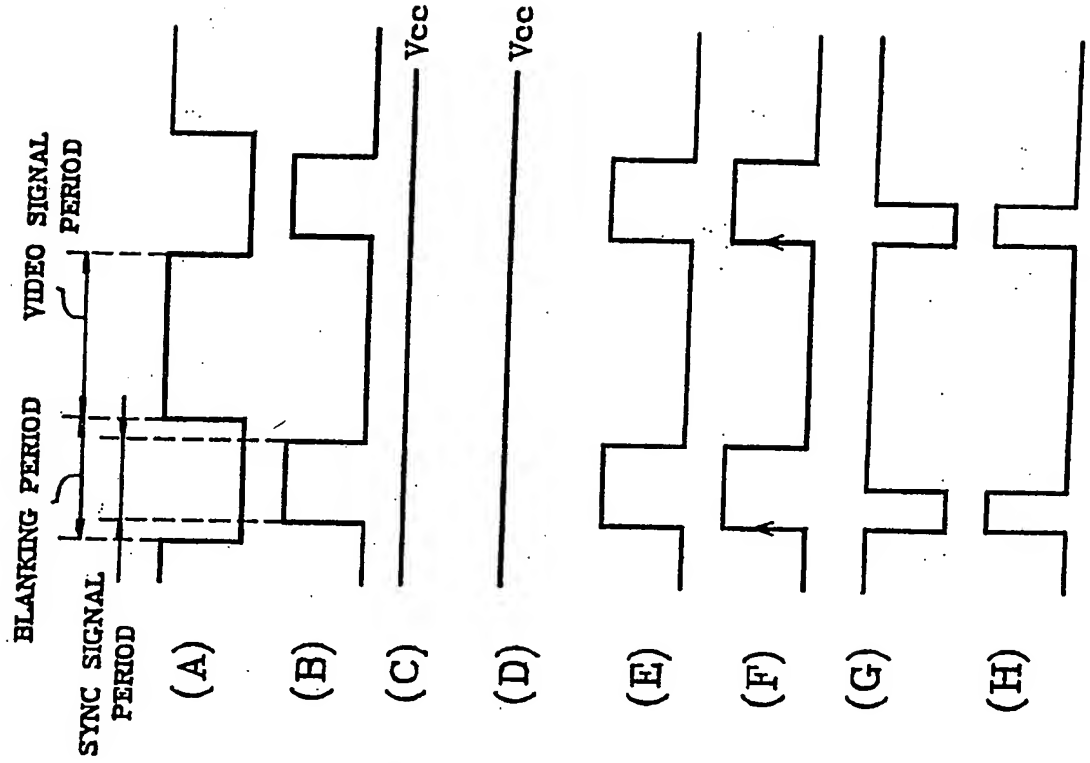 BLANKING PERIOD
VIDEO SIGNAL
PERIOD
SYNC SIGNAL
PERIOD
(A)
(B)
(C)
Vcc
(D)
Vcc
(E)
(F)
(G)
(H)